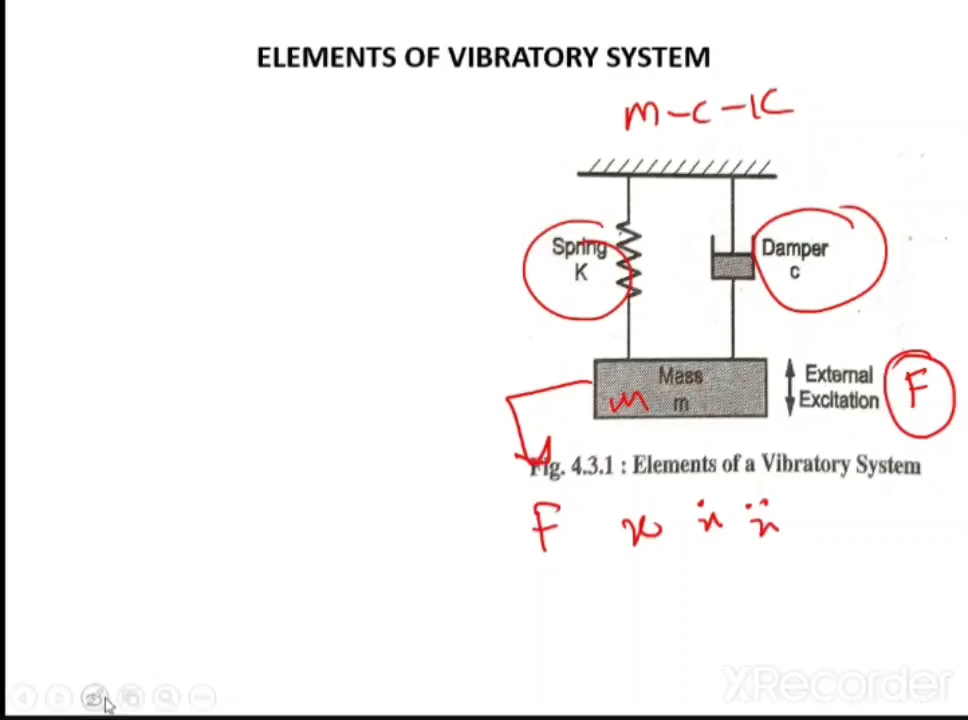 ELEMENTS OF VIBRATORY SYSTEM
m-c-k
Spring
K
Damper
c
Mass
m m
External
Excitation
F
Fig. 4.3.1 : Elements of a Vibratory System
F x ẋ ẍ
XRecorder